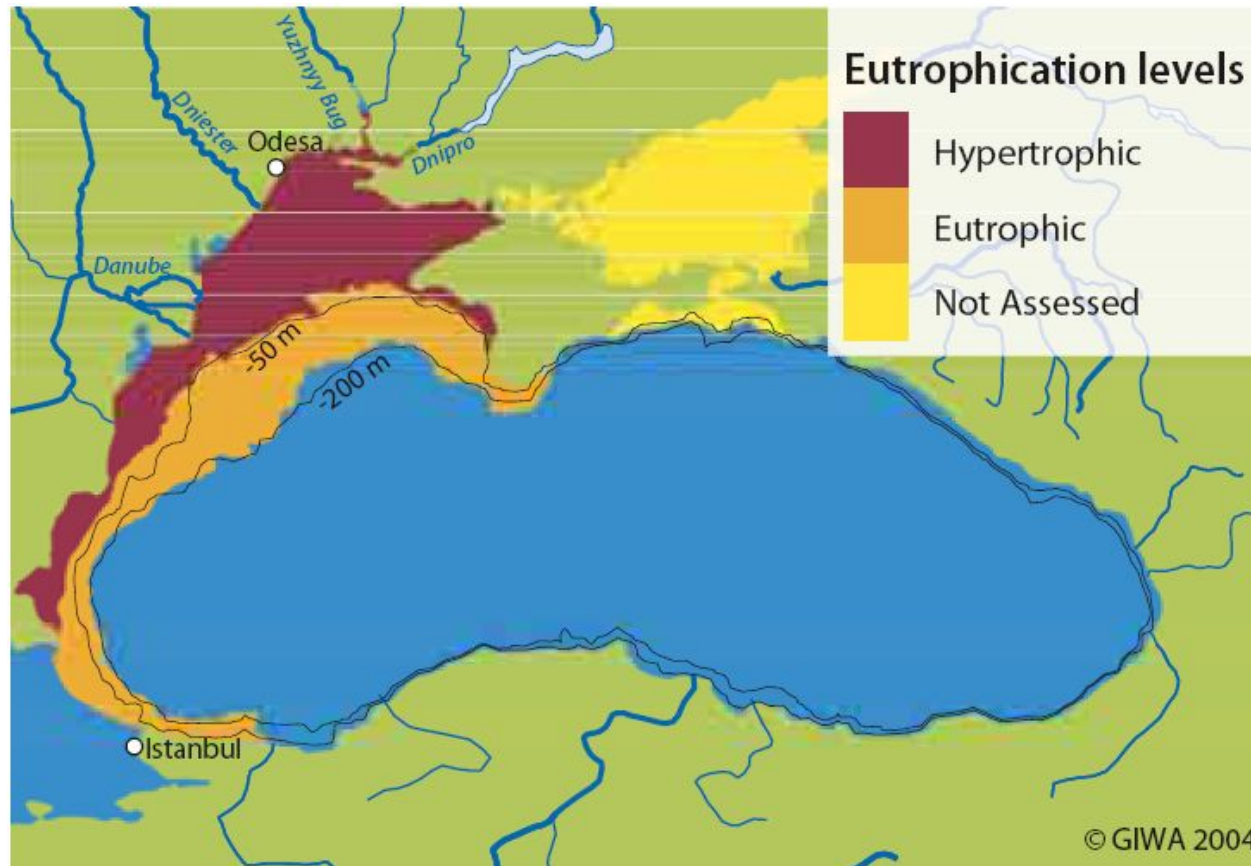 Eutrophication levels
Hypertrophic
Eutrophic
Not Assessed
Yuzhnyy Bug
Dniester
Odesa
Dnipro
Danube
-50 m
-200 m
Istanbul
© GIWA 2004